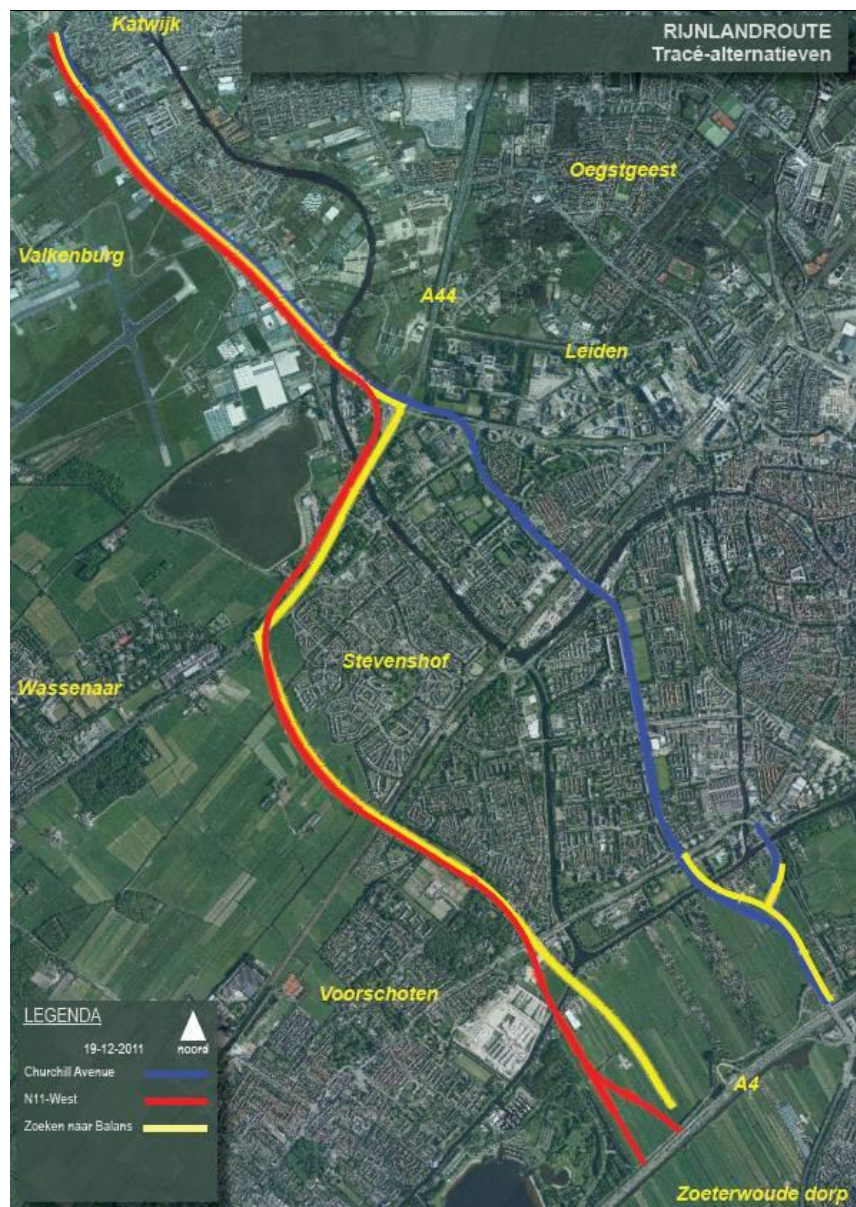 Katwijk
RIJNLANDROUTE
Tracé-alternatieven
Oegstgeest
Valkenburg
A44
Leiden
Stevenshof
Wassenaar
Voorschoten
LEGENDA
19-12-2011 noord
Churchill Avenue
N11-West
Zoeken naar Balans
A4
Zoeterwoude dorp